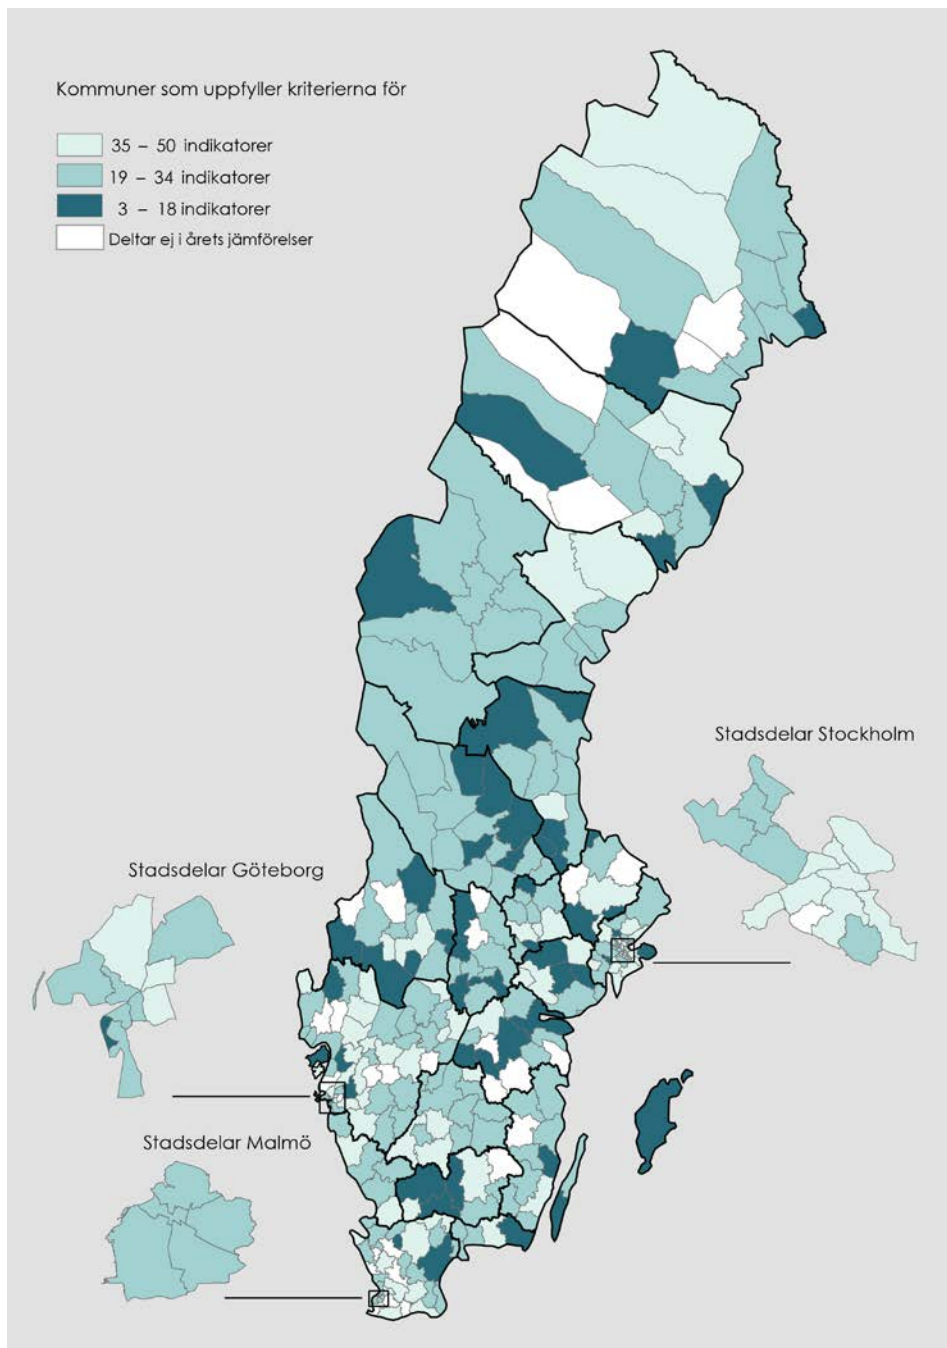 Kommuner som uppfyller kriterierna för
35 – 50 indikatorer
19 – 34 indikatorer
3 – 18 indikatorer
Deltar ej i årets jämförelser
Stadsdelar Stockholm
Stadsdelar Göteborg
Stadsdelar Malmö